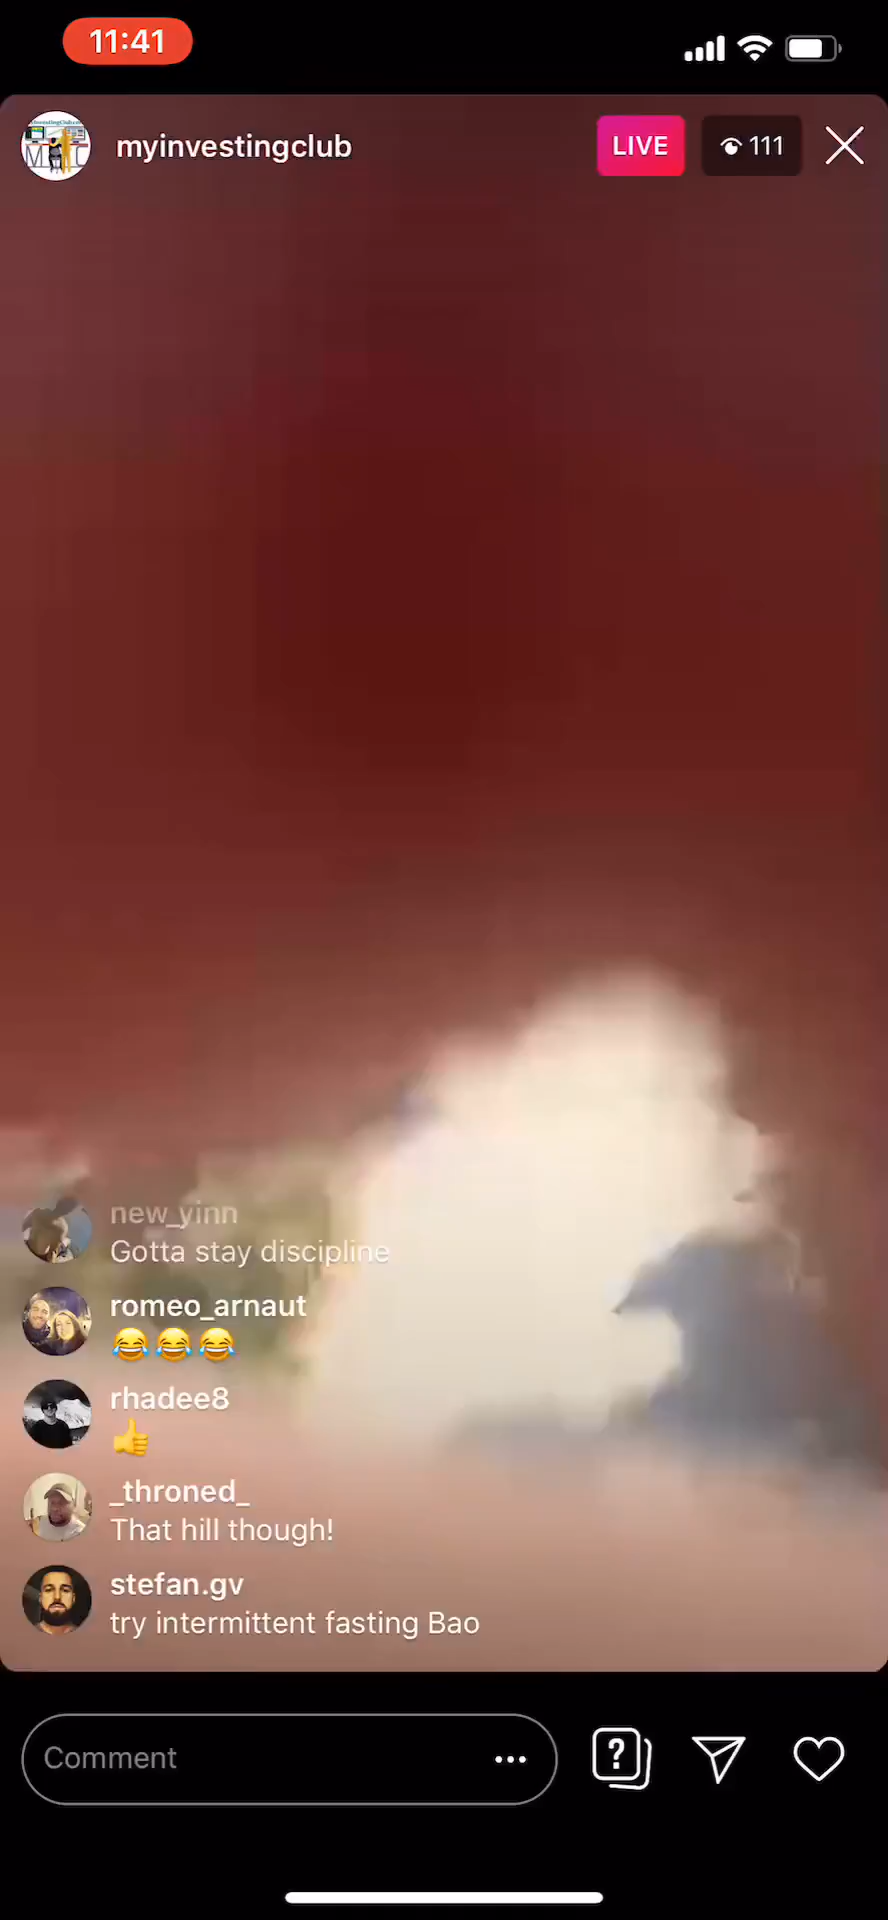 11:41
myinvestingclub
LIVE
111
new_yinn
Gotta stay discipline
romeo_arnaut
😂😂😂
rhadee8
👍
_throned_
That hill though!
stefan.gv
try intermittent fasting Bao
Comment